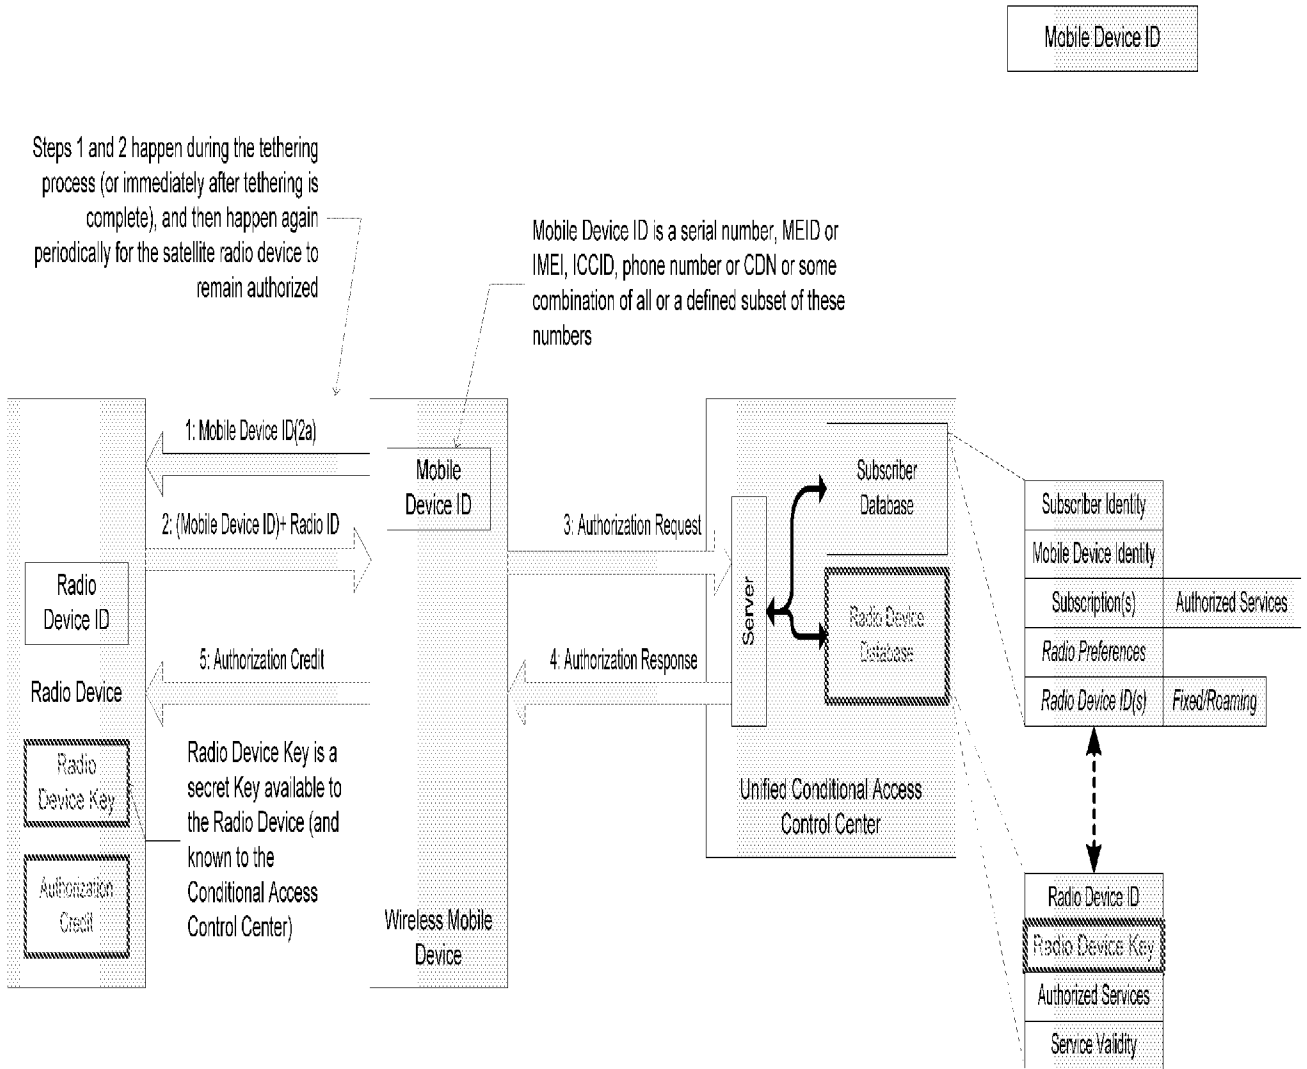 Mobile Device ID
Steps 1 and 2 happen during the tethering
process (or immediately after tethering is
complete), and then happen again
periodically for the satellite radio device to
remain authorized
Mobile Device ID is a serial number, MEID or
IMEI, ICCID, phone number or CDN or some
combination of all or a defined subset of these
numbers
1: Mobile Device ID(2a)
Mobile
Device ID
2: (Mobile Device ID)+ Radio ID
3: Authorization Request
Radio
Device ID
5: Authorization Credit
4: Authorization Response
Radio Device
Radio
Device Key
Authorization
Credit
Radio Device Key is a
secret Key available to
the Radio Device (and
known to the
Conditional Access
Control Center)
Wireless Mobile
Device
Server
Subscriber
Database
Radio Device
Database
Unified Conditional Access
Control Center
Subscriber Identity
Mobile Device Identity
Subscription(s)
Authorized Services
Radio Preferences
Radio Device ID(s)
Fixed/Roaming
Radio Device ID
Radio Device Key
Authorized Services
Service Validity